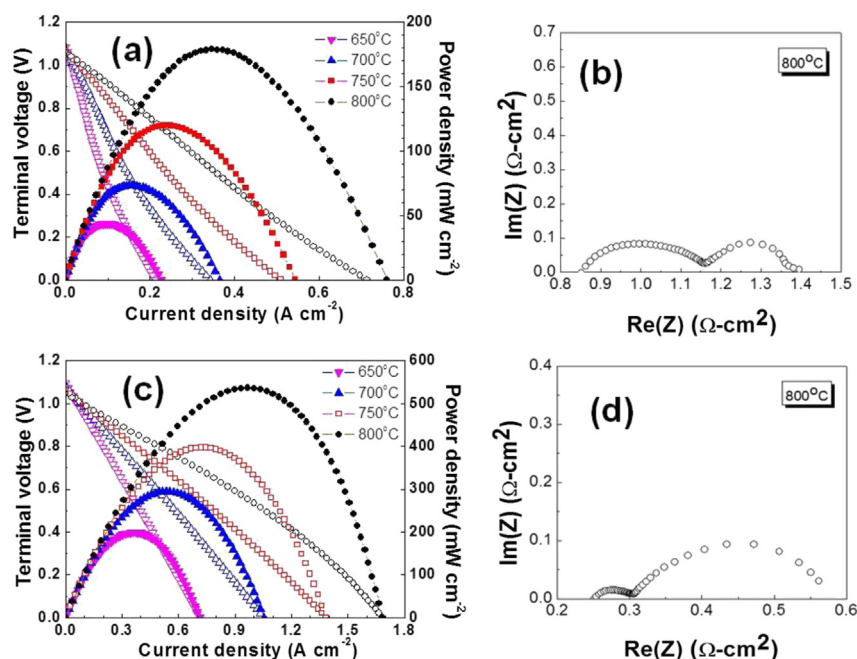 (a)
650°C
700°C
750°C
800°C
Terminal voltage (V)
1.2
1.0
0.8
0.6
0.4
0.2
0.0
Power density (mW cm⁻²)
200
150
100
50
0
0.0 0.2 0.4 0.6 0.8
Current density (A cm⁻²)
(b)
800°C
Im(Z) (Ω-cm²)
0.7
0.6
0.5
0.4
0.3
0.2
0.1
0.0
0.8 0.9 1.0 1.1 1.2 1.3 1.4 1.5
Re(Z) (Ω-cm²)
(c)
650°C
700°C
750°C
800°C
Terminal voltage (V)
1.2
1.0
0.8
0.6
0.4
0.2
0.0
Power density (mW cm⁻²)
600
500
400
300
200
100
0
0.0 0.3 0.6 0.9 1.2 1.5 1.8
Current density (A cm⁻²)
(d)
800°C
Im(Z) (Ω-cm²)
0.4
0.3
0.2
0.1
0.0
0.2 0.3 0.4 0.5 0.6
Re(Z) (Ω-cm²)